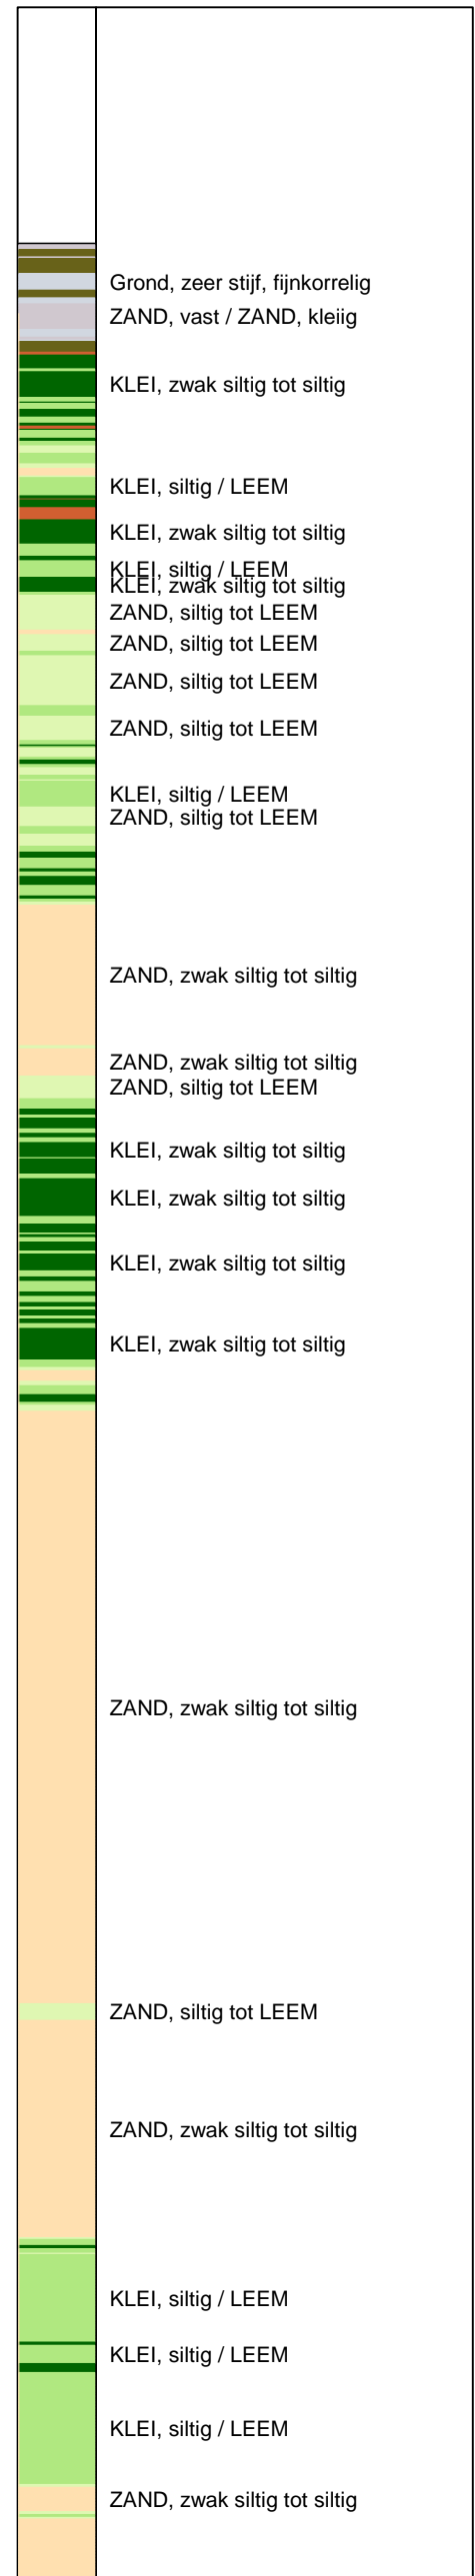 Grond, zeer stijf, fijnkorrelig
ZAND, vast / ZAND, kleiig
KLEI, zwak siltig tot siltig
KLEI, siltig / LEEM
KLEI, zwak siltig tot siltig
KLEI, siltig / LEEM
KLEI, zwak siltig tot siltig
ZAND, siltig tot LEEM
ZAND, siltig tot LEEM
ZAND, siltig tot LEEM
ZAND, siltig tot LEEM
KLEI, siltig / LEEM
ZAND, siltig tot LEEM
ZAND, zwak siltig tot siltig
ZAND, zwak siltig tot siltig
ZAND, siltig tot LEEM
KLEI, zwak siltig tot siltig
KLEI, zwak siltig tot siltig
KLEI, zwak siltig tot siltig
KLEI, zwak siltig tot siltig
ZAND, zwak siltig tot siltig
ZAND, siltig tot LEEM
ZAND, zwak siltig tot siltig
KLEI, siltig / LEEM
KLEI, siltig / LEEM
KLEI, siltig / LEEM
ZAND, zwak siltig tot siltig